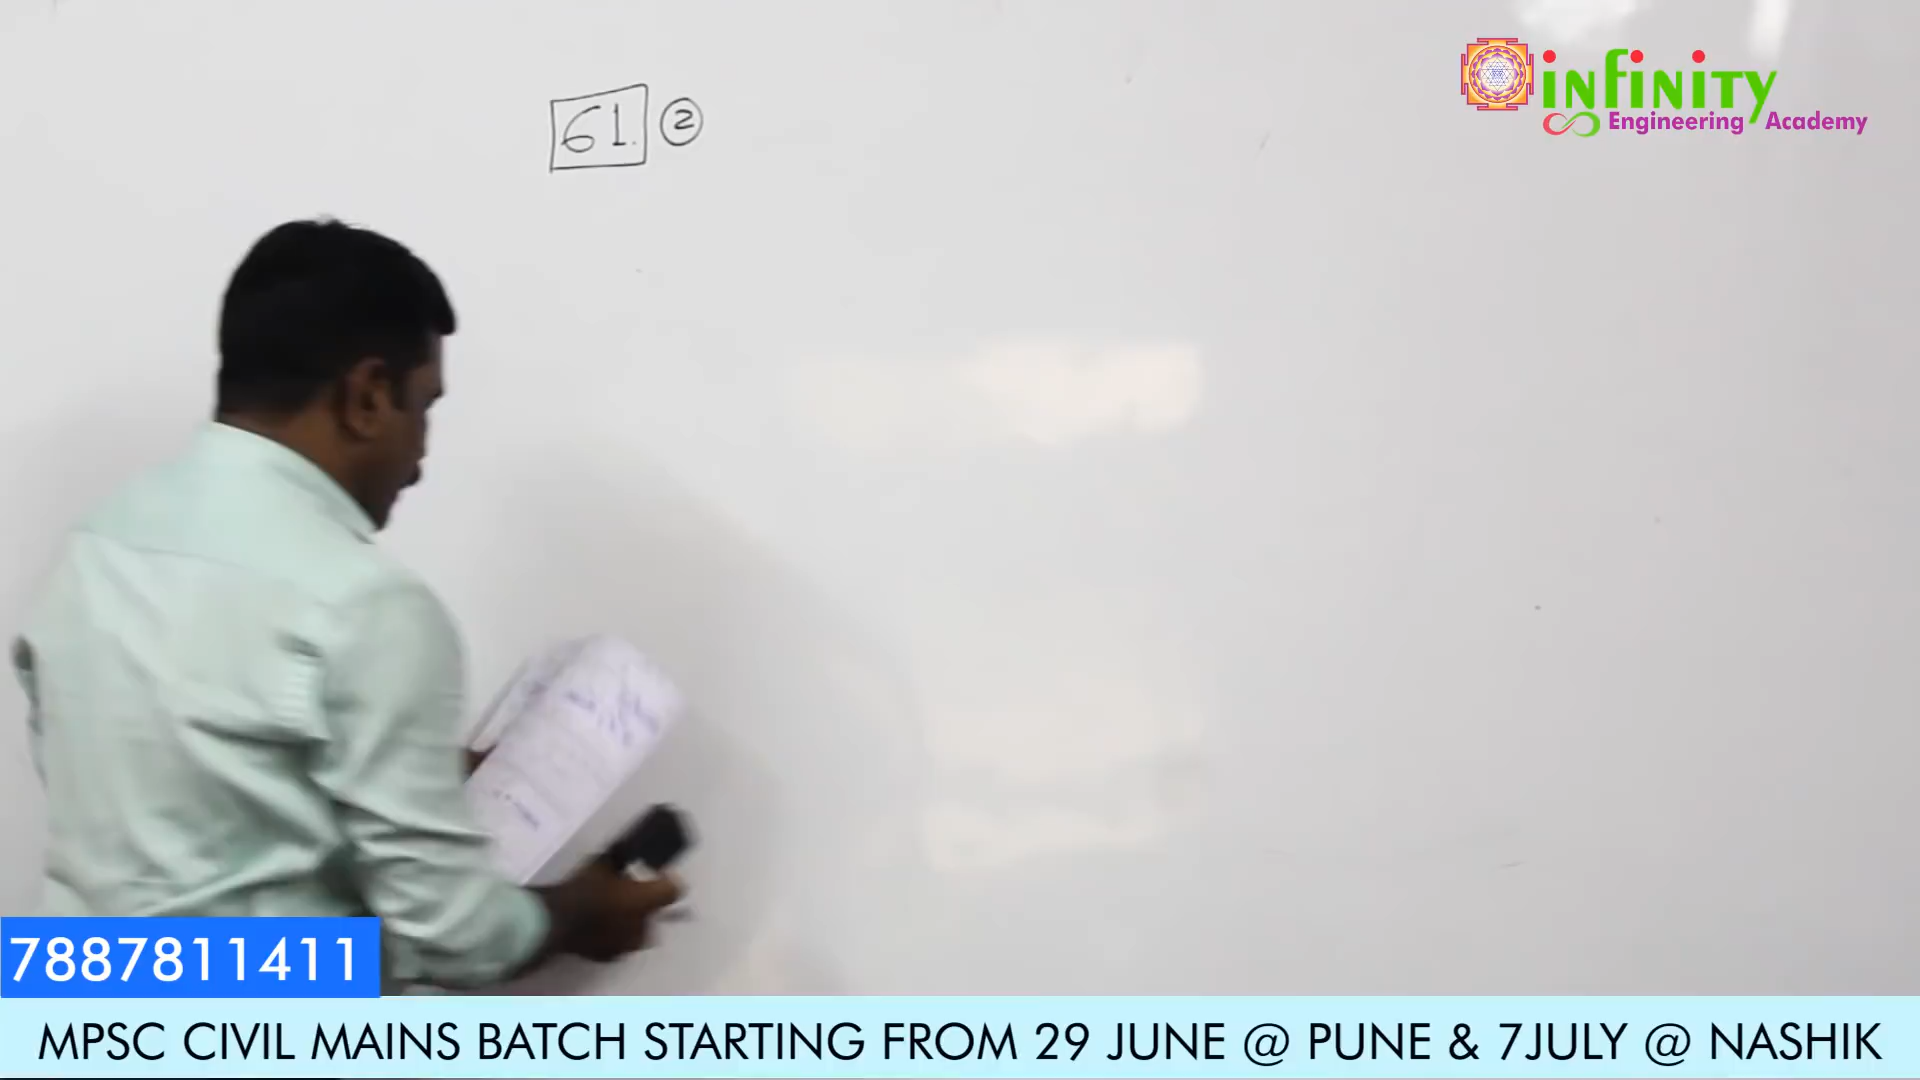 61. 2
infinity
Engineering Academy
7887811411
MPSC CIVIL MAINS BATCH STARTING FROM 29 JUNE @ PUNE & 7JULY @ NASHIK